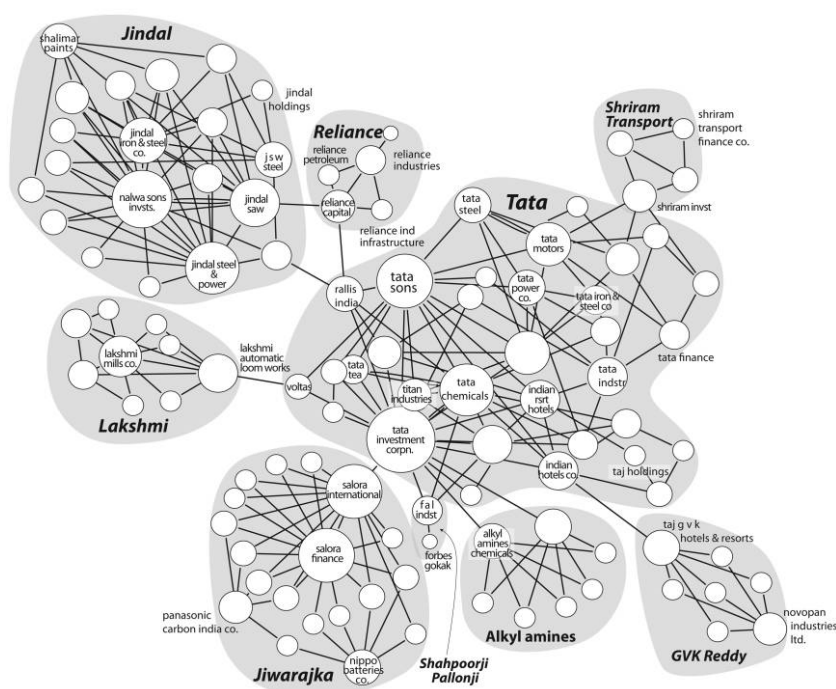 Jindal
shalimar
paints
jindal
holdings
jindal
iron & steel
co.
j s w
steel
nalwa sons
invsts.
jindal
saw
jindal steel
&
power
Reliance
reliance
petroleum
reliance
industries
reliance
capital
reliance ind
infrastructure
Shriram
Transport
shriram
transport
finance co.
shriram invst
Tata
tata
steel
tata
motors
tata
sons
tata
power
co.
tata iron &
steel co
rallis
india
tata finance
tata
indstr
tata
tea
titan
industries
tata
chemicals
indian
rsrt
hotels
voltas
tata
investment
corpn.
indian
hotels co.
taj holdings
lakshmi
automatic
loom works
lakshmi
mills co.
Lakshmi
salora
international
salora
finance
panasonic
carbon india co.
nippo
batteries
co.
Jiwarajka
f a l
indst
forbes
gokak
Shahpoorji
Pallonji
alkyl
amines
chemicals
Alkyl amines
taj g v k
hotels & resorts
novopan
industries
ltd.
GVK Reddy